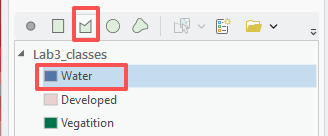 Lab3_classes
Water
Developed
Vegatition